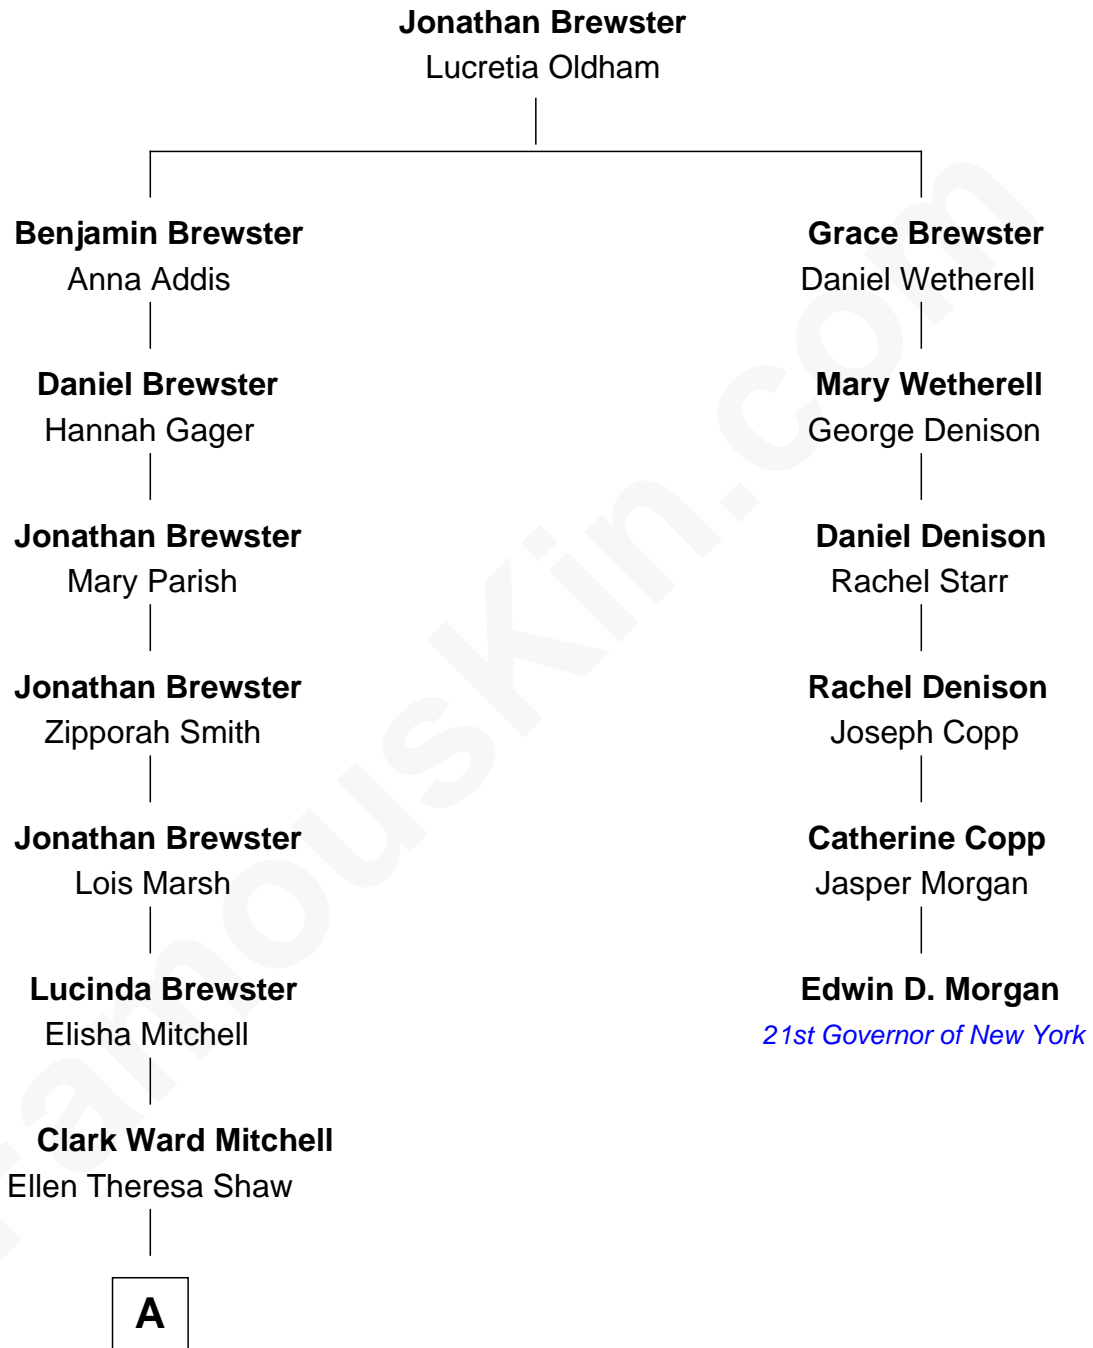 Jonathan Brewster
Lucretia Oldham
Benjamin Brewster
Anna Addis
Grace Brewster
Daniel Wetherell
Daniel Brewster
Hannah Gager
Mary Wetherell
George Denison
Jonathan Brewster
Mary Parish
Daniel Denison
Rachel Starr
Jonathan Brewster
Zipporah Smith
Rachel Denison
Joseph Copp
Jonathan Brewster
Lois Marsh
Catherine Copp
Jasper Morgan
Lucinda Brewster
Elisha Mitchell
Edwin D. Morgan
21st Governor of New York
Clark Ward Mitchell
Ellen Theresa Shaw
A
FamousKin.com